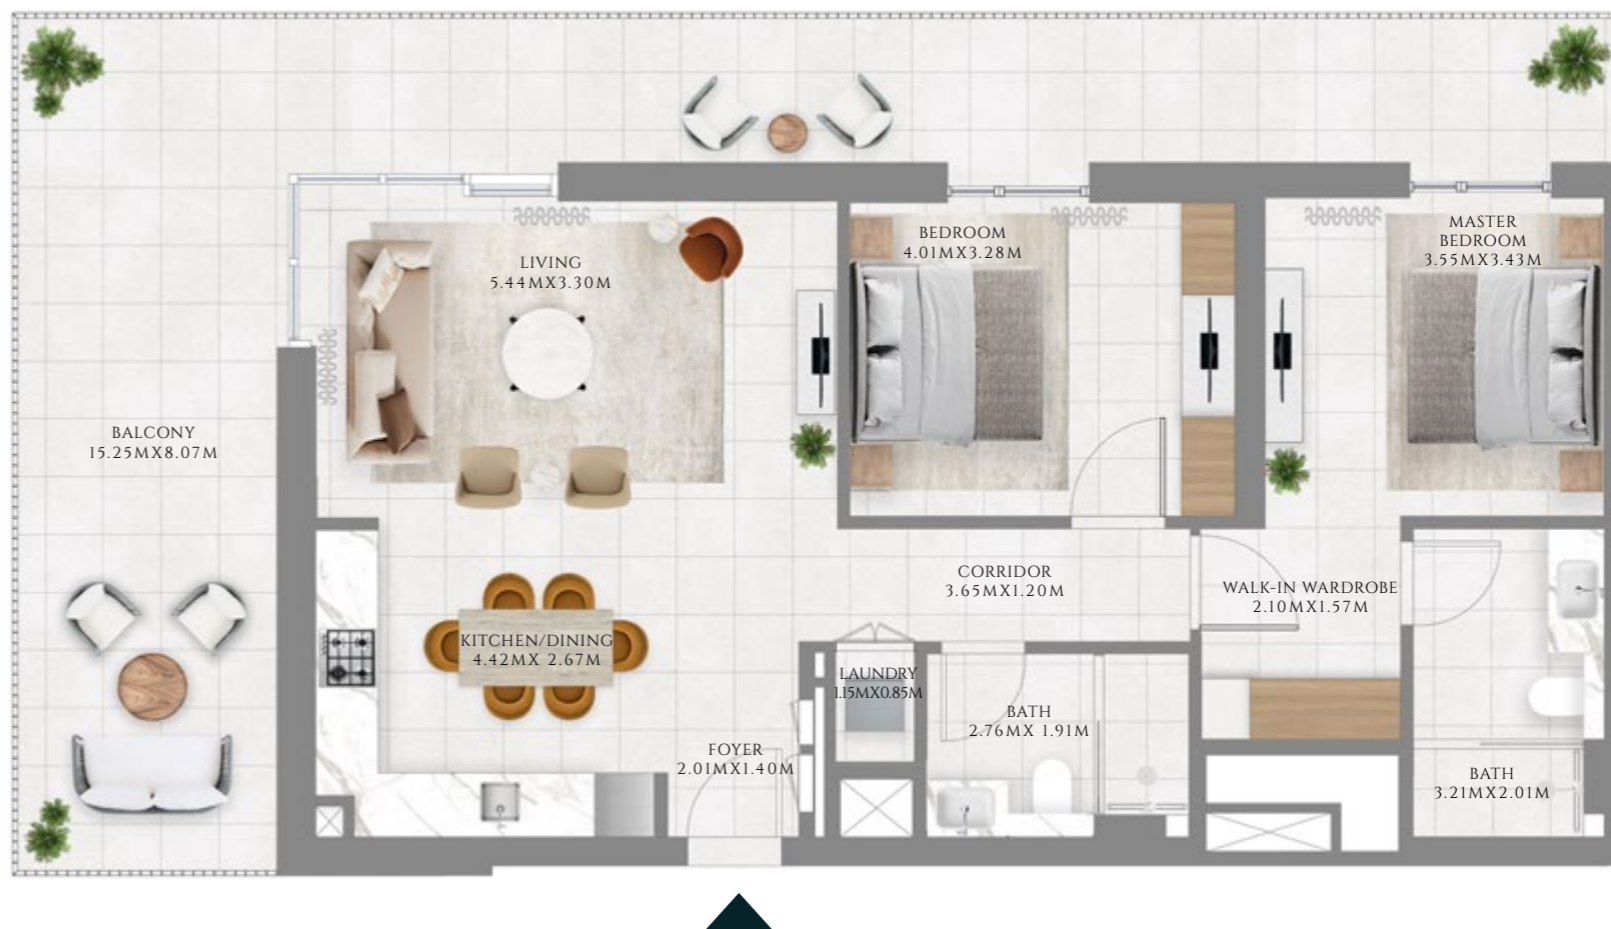 BALCONY
15.25MX8.07M
LIVING
5.44MX3.30M
BEDROOM
4.01MX3.28M
MASTER
BEDROOM
3.55MX3.43M
KITCHEN/DINING
4.42MX 2.67M
CORRIDOR
3.65MX1.20M
WALK-IN WARDROBE
2.10MX1.57M
LAUNDRY
1.15MX0.85M
BATH
2.76MX 1.91M
FOYER
2.01MX1.40M
BATH
3.21MX2.01M